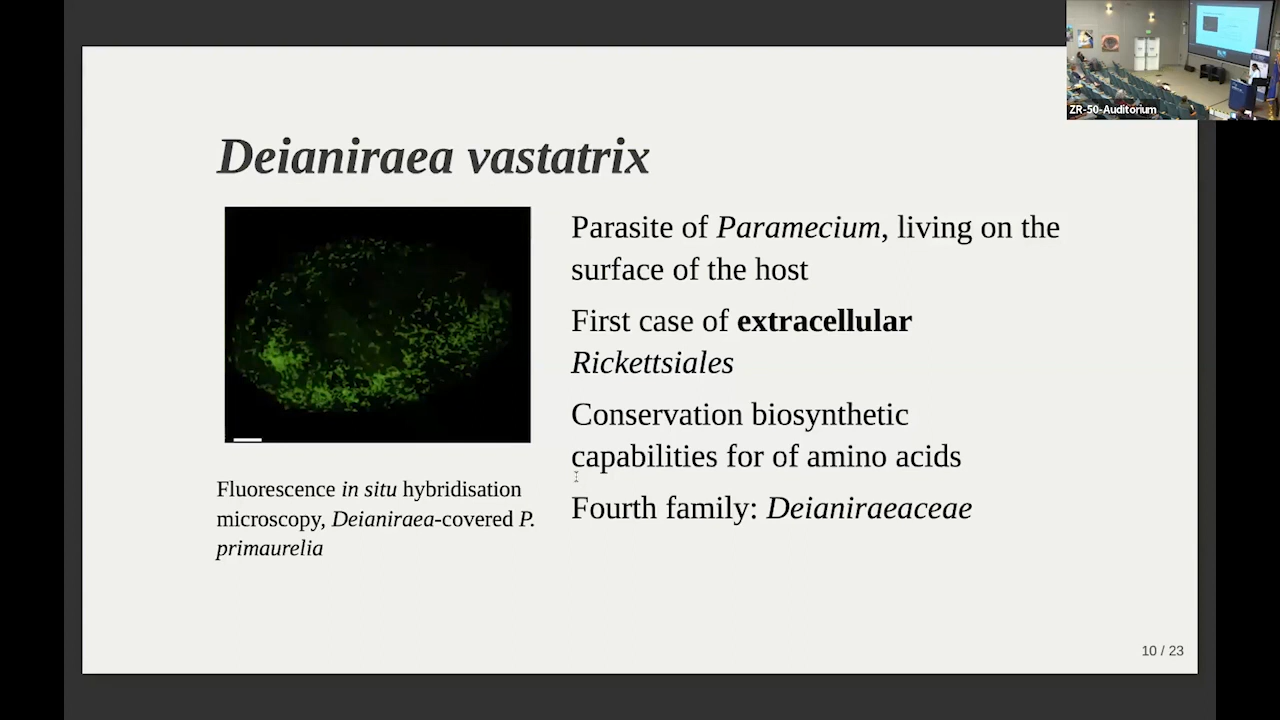 ZR-50-Auditorium
Deianiraea vastatrix
Parasite of Paramecium, living on the
surface of the host
First case of extracellular
Rickettsiales
Conservation biosynthetic
capabilities for of amino acids
Fourth family: Deianiraeaceae
Fluorescence in situ hybridisation
microscopy, Deianiraea-covered P.
primaurelia
10 / 23